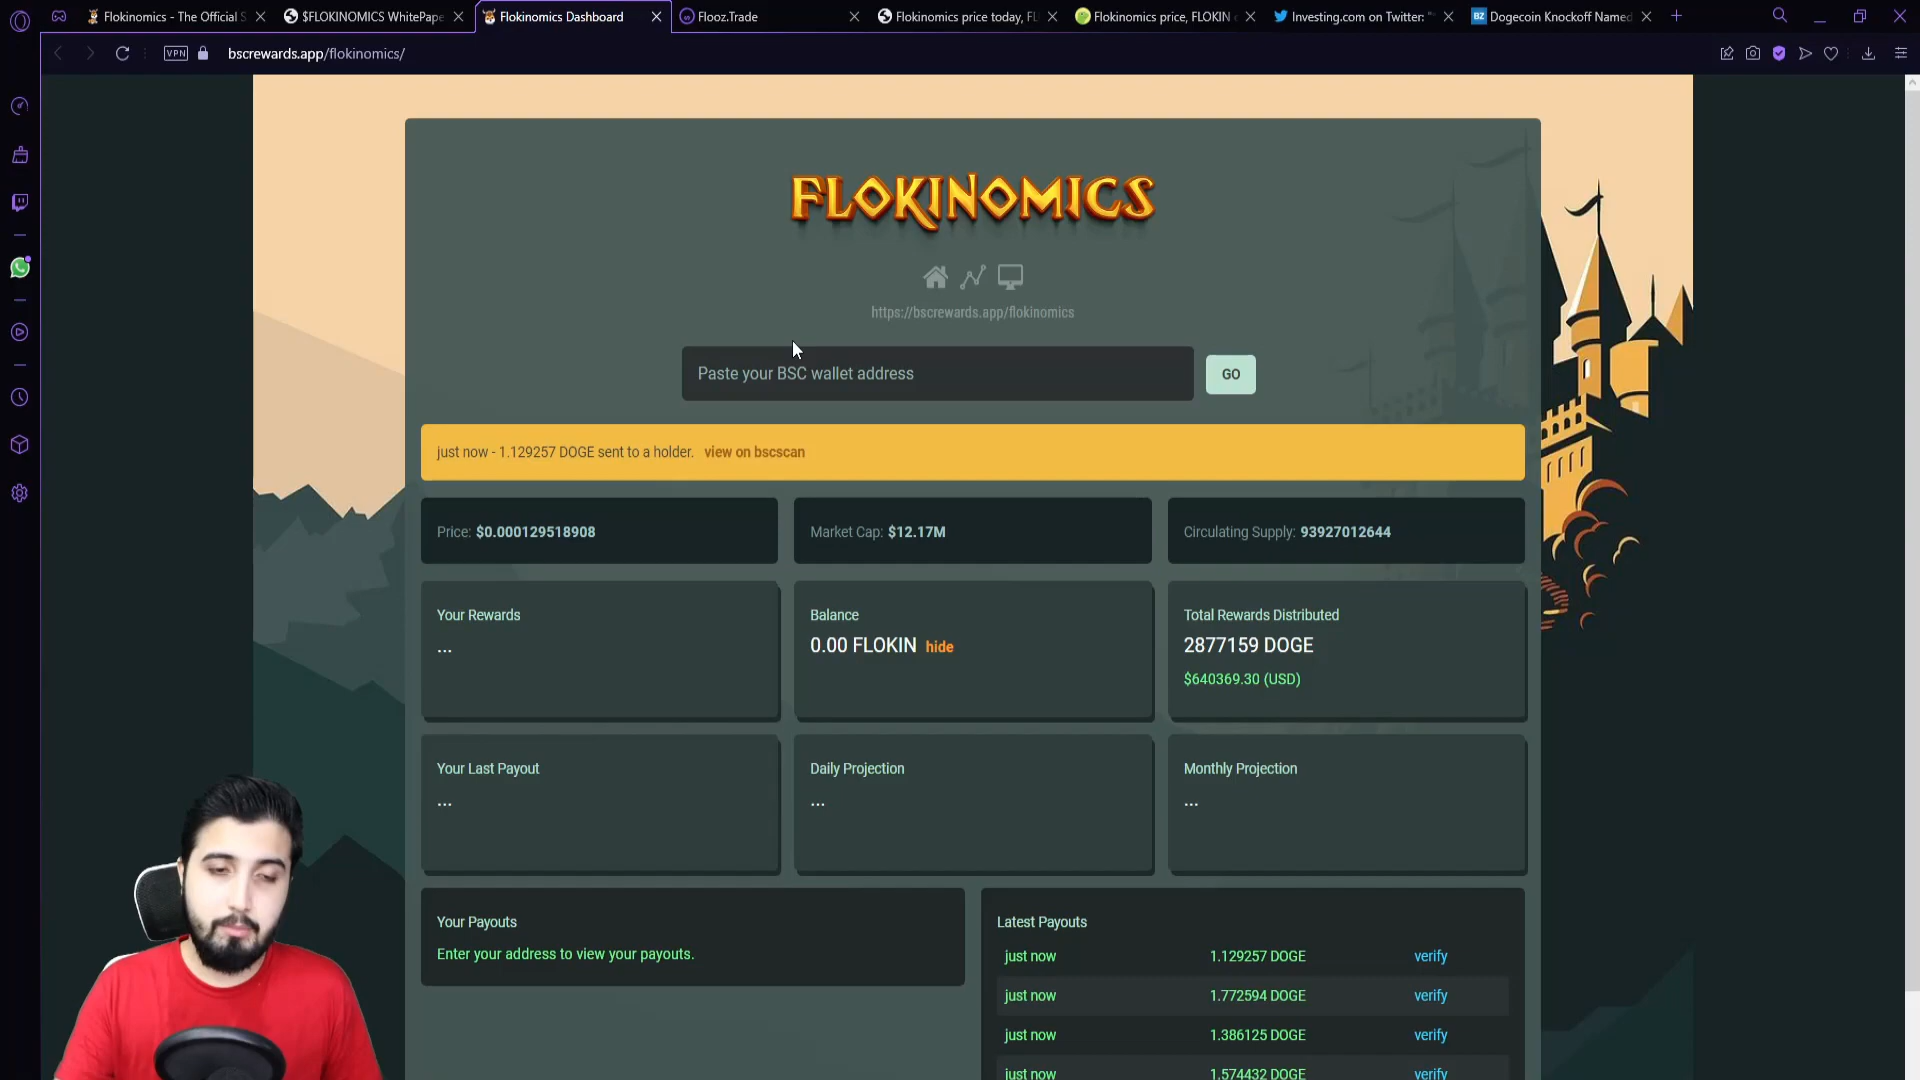 Flokinomics - The Official S
$FLOKINOMICS WhitePape
Flokinomics Dashboard
Flooz.Trade
Flokinomics price today, FL
Flokinomics price, FLOKIN
Investing.com on Twitter: "
Dogecoin Knockoff Named
VPN
bscrewards.app/flokinomics/
FLOKINOMICS
https://bscrewards.app/flokinomics
Paste your BSC wallet address
GO
just now - 1.129257 DOGE sent to a holder. view on bscscan
Price: $0.000129518908
Market Cap: $12.17M
Circulating Supply: 93927012644
Your Rewards
...
Balance
0.00 FLOKIN hide
Total Rewards Distributed
2877159 DOGE
$640369.30 (USD)
Your Last Payout
...
Daily Projection
...
Monthly Projection
...
Your Payouts
Enter your address to view your payouts.
Latest Payouts
just now 1.129257 DOGE verify
just now 1.772594 DOGE verify
just now 1.386125 DOGE verify
just now 1.574432 DOGE verify